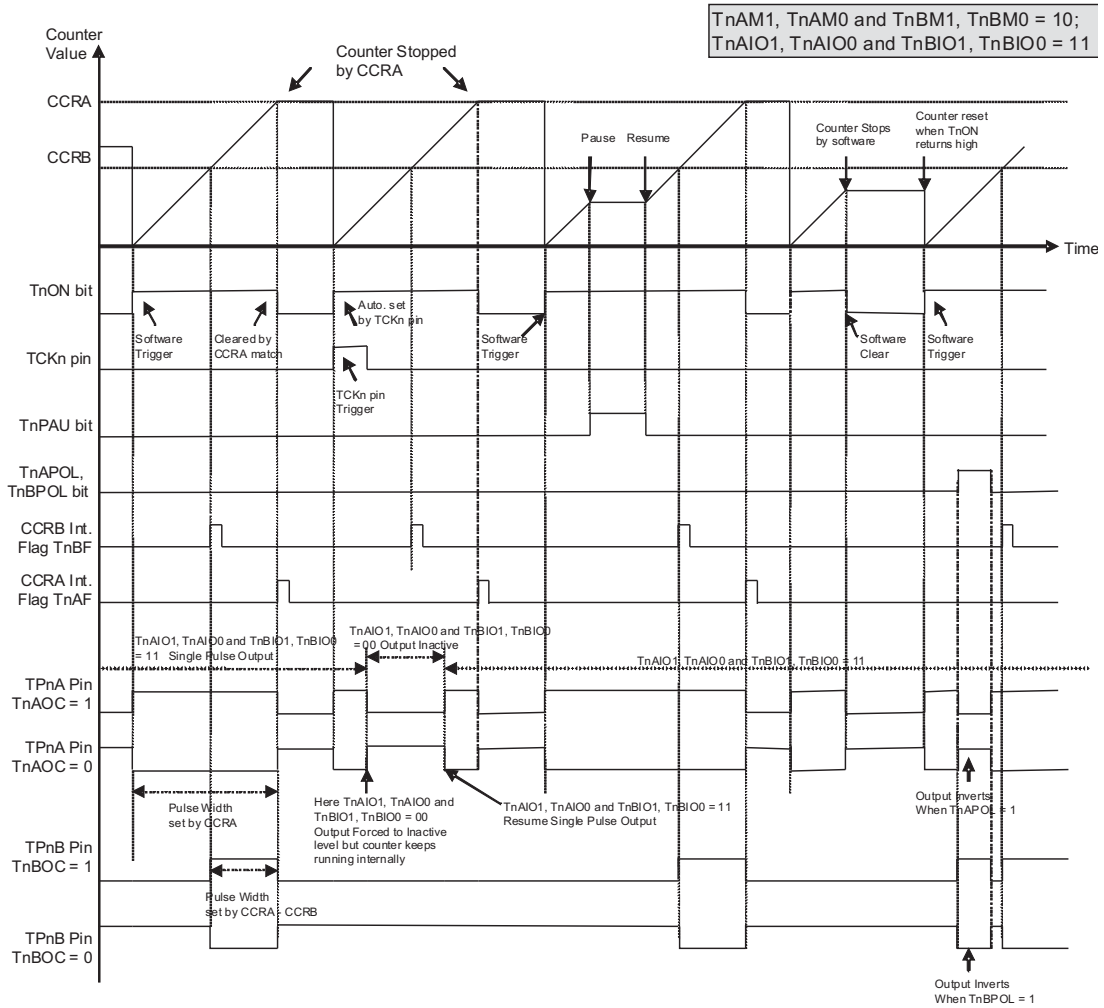 TnAM1, TnAM0 and TnBM1, TnBM0 = 10;
TnAIO1, TnAIO0 and TnBIO1, TnBIO0 = 11
Counter
Value
Counter Stopped
by CCRA
CCRA
CCRB
Pause
Resume
Counter Stops
by software
Counter reset
when TnON
returns high
Time
TnON bit
Software
Trigger
Cleared by
CCRA match
Auto. set
by TCKn pin
Software
Trigger
Software
Clear
Software
Trigger
TCKn pin
TCKn pin
Trigger
TnPAU bit
TnAPOL,
TnBPOL bit
CCRB Int.
Flag TnBF
CCRA Int.
Flag TnAF
TnAIO1, TnAIO0 and TnBIO1, TnBIO0
= 11 Single Pulse Output
TnAIO1, TnAIO0 and TnBIO1, TnBIO0
= 00 Output Inactive
TnAIO1, TnAIO0 and TnBIO1, TnBIO0 = 11
TPnA Pin
TnAOC = 1
TPnA Pin
TnAOC = 0
Pulse Width
set by CCRA
Here TnAIO1, TnAIO0 and
TnBIO1, TnBIO0 = 00
Output Forced to Inactive
level but counter keeps
running internally
TnAIO1, TnAIO0 and TnBIO1, TnBIO0 = 11
Resume Single Pulse Output
Output Inverts
When TnAPOL = 1
TPnB Pin
TnBOC = 1
Pulse Width
set by CCRA - CCRB
TPnB Pin
TnBOC = 0
Output Inverts
When TnBPOL = 1